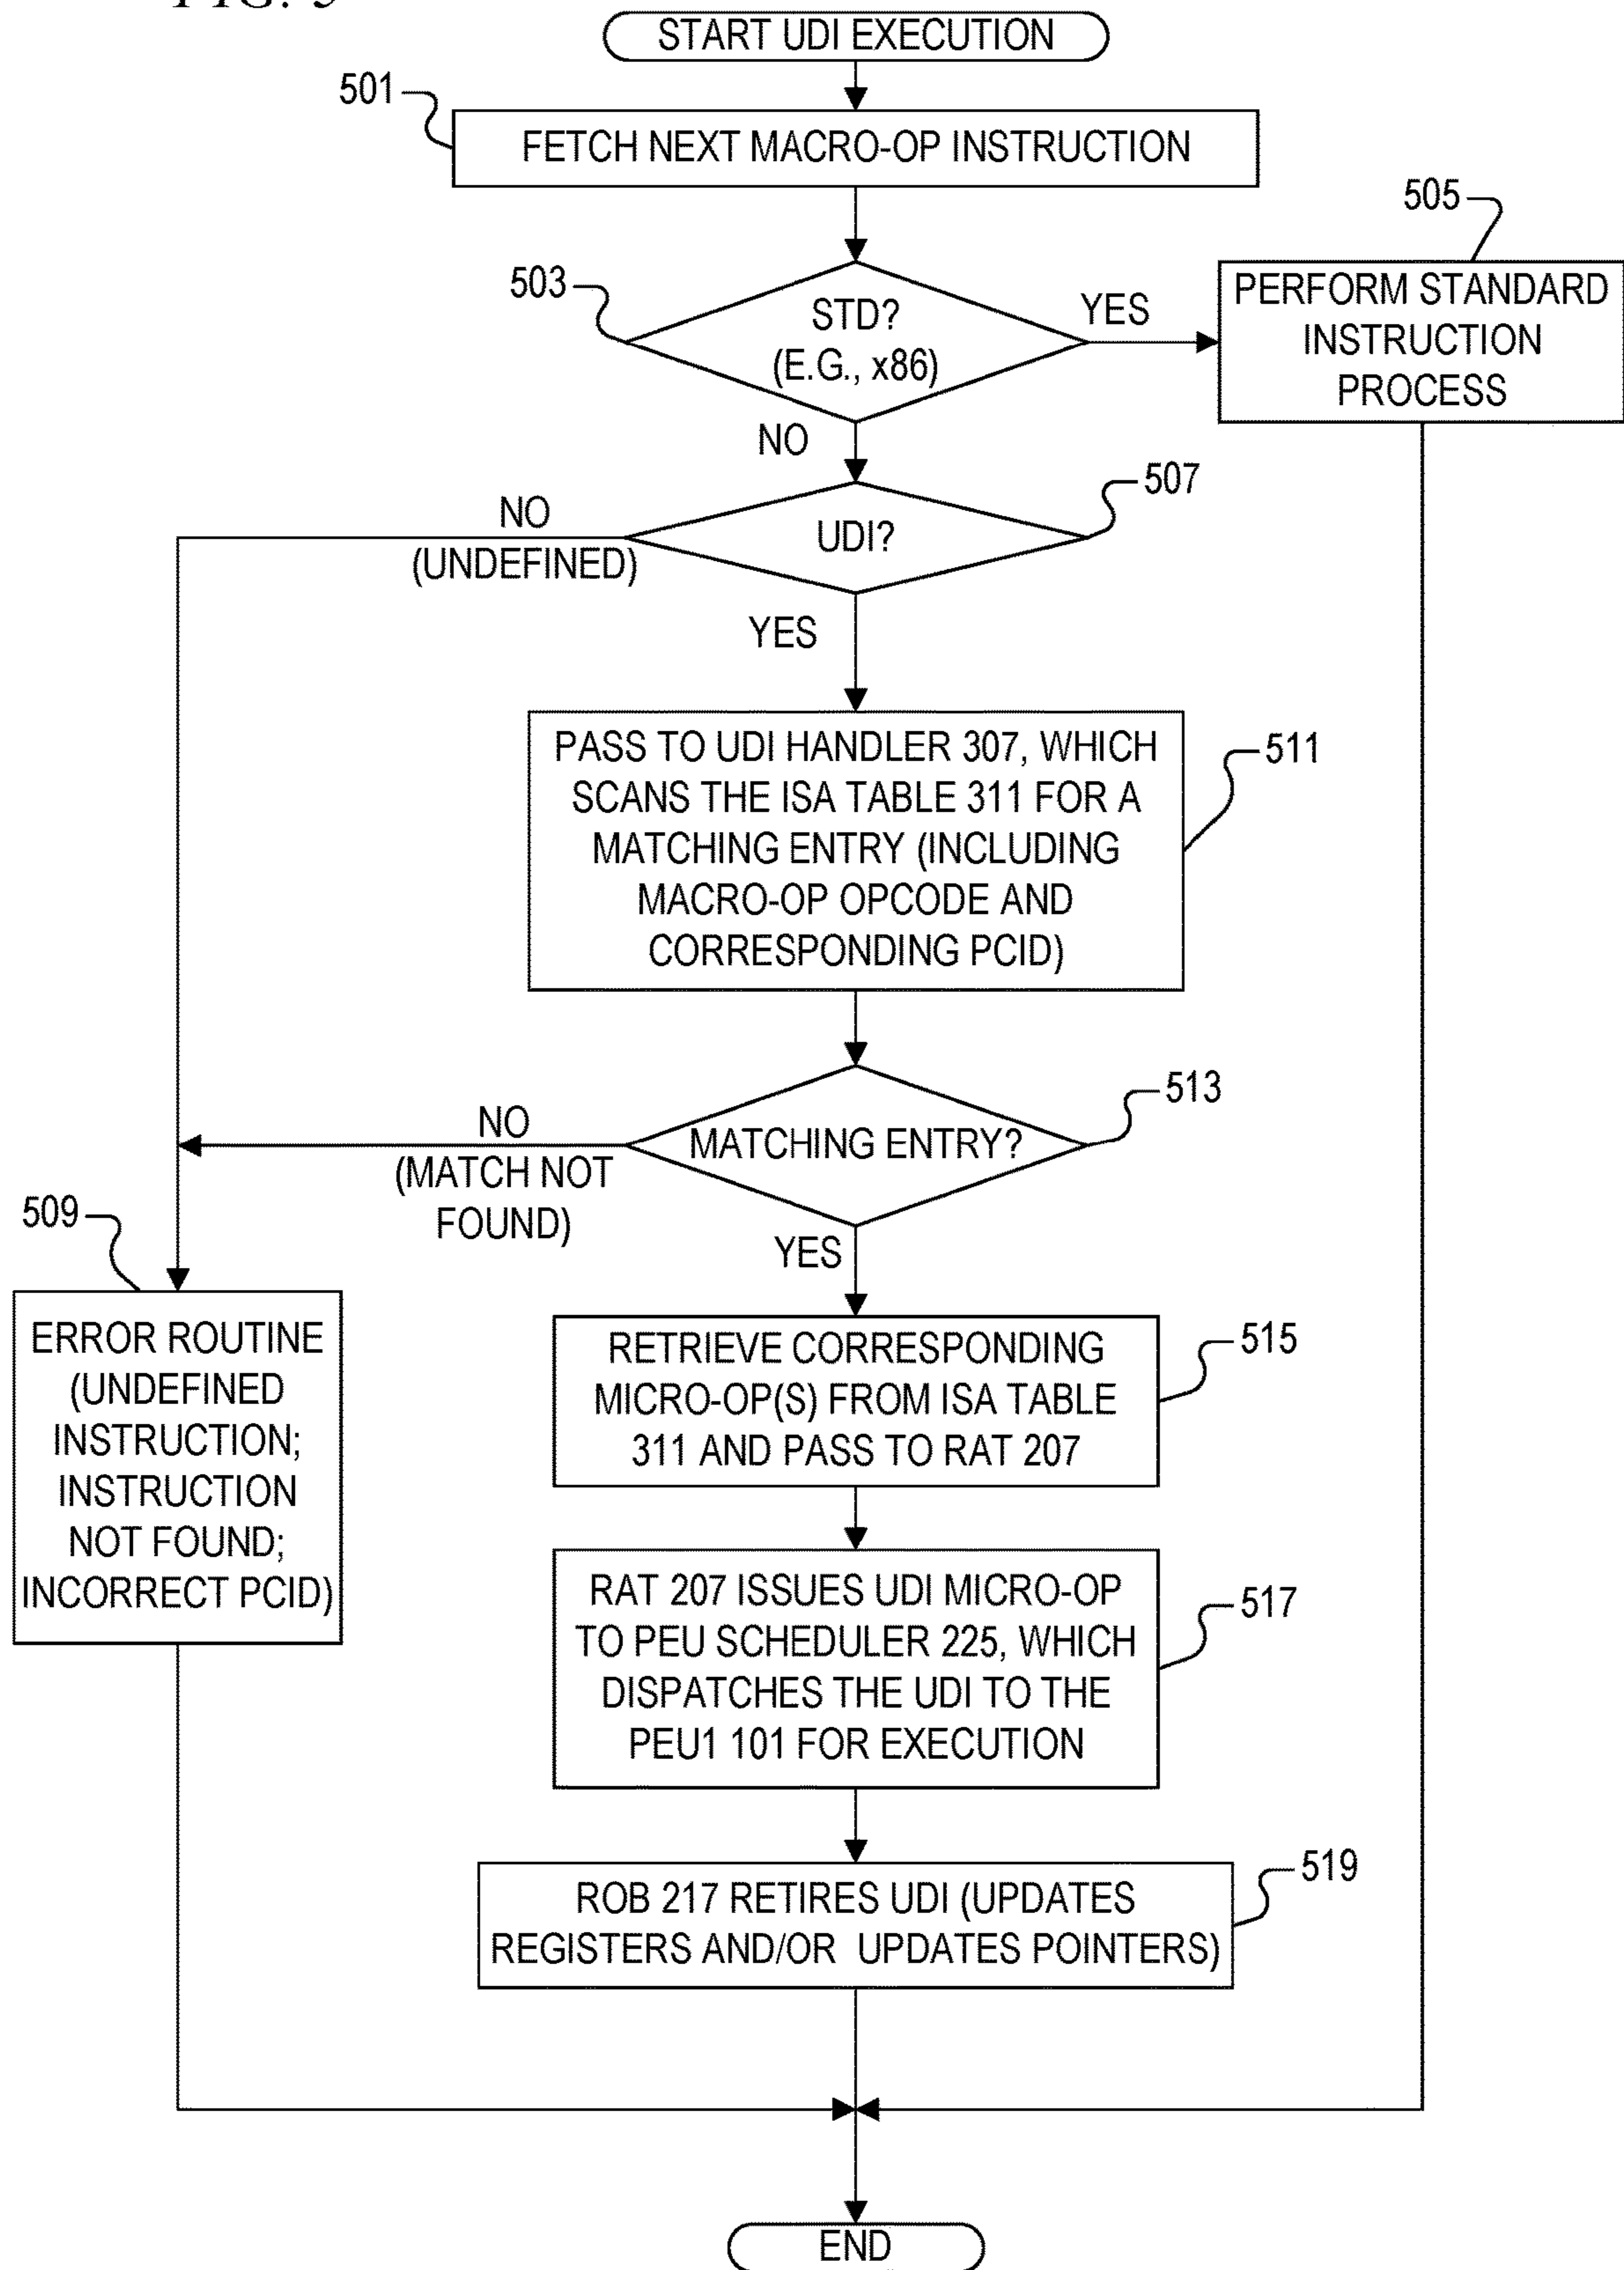 FIG. 5
START UDI EXECUTION
501
FETCH NEXT MACRO-OP INSTRUCTION
505
503
STD?
(E.G., x86)
YES
PERFORM STANDARD
INSTRUCTION
PROCESS
NO
507
UDI?
NO
(UNDEFINED)
YES
PASS TO UDI HANDLER 307, WHICH
SCANS THE ISA TABLE 311 FOR A
MATCHING ENTRY (INCLUDING
MACRO-OP OPCODE AND
CORRESPONDING PCID)
511
513
MATCHING ENTRY?
NO
(MATCH NOT
FOUND)
YES
509
ERROR ROUTINE
(UNDEFINED
INSTRUCTION;
INSTRUCTION
NOT FOUND;
INCORRECT PCID)
RETRIEVE CORRESPONDING
MICRO-OP(S) FROM ISA TABLE
311 AND PASS TO RAT 207
515
RAT 207 ISSUES UDI MICRO-OP
TO PEU SCHEDULER 225, WHICH
DISPATCHES THE UDI TO THE
PEU1 101 FOR EXECUTION
517
ROB 217 RETIRES UDI (UPDATES
REGISTERS AND/OR UPDATES POINTERS)
519
END